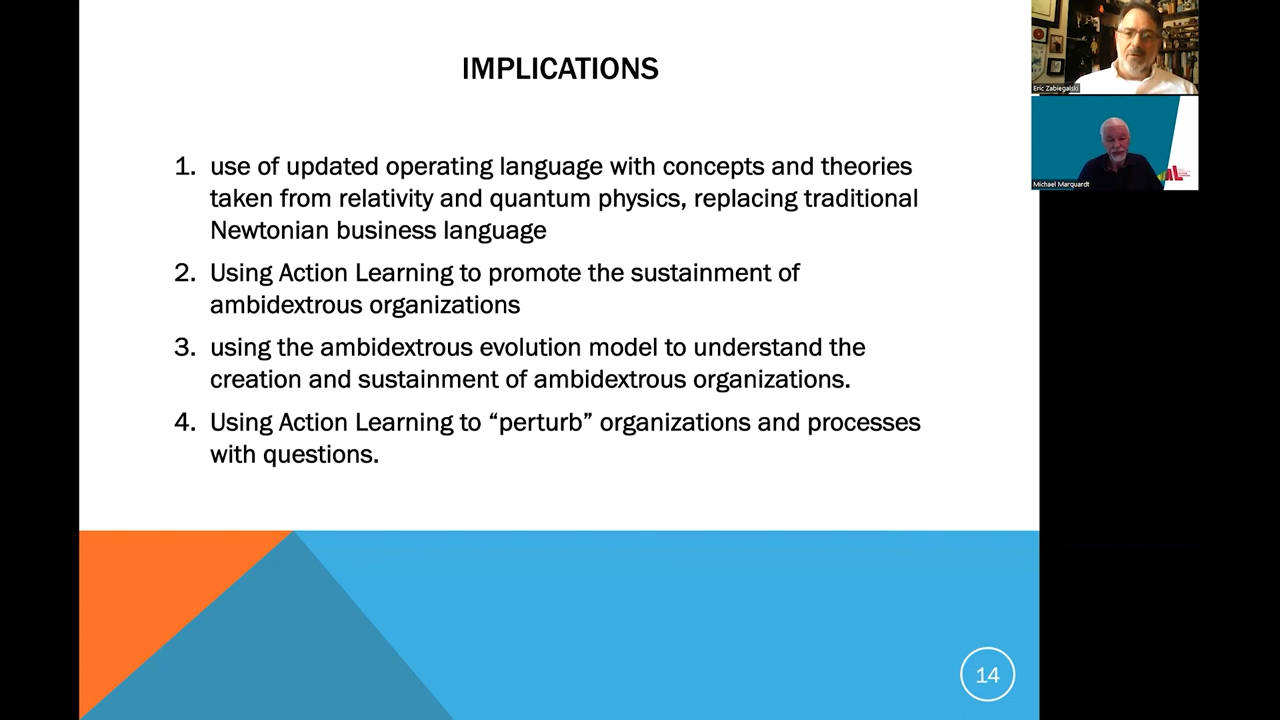 IMPLICATIONS
1. use of updated operating language with concepts and theories
taken from relativity and quantum physics, replacing traditional
Newtonian business language
2. Using Action Learning to promote the sustainment of
ambidextrous organizations
3. using the ambidextrous evolution model to understand the
creation and sustainment of ambidextrous organizations.
4. Using Action Learning to “perturb” organizations and processes
with questions.
14
Eric Zabiegalski
Michael Marquardt